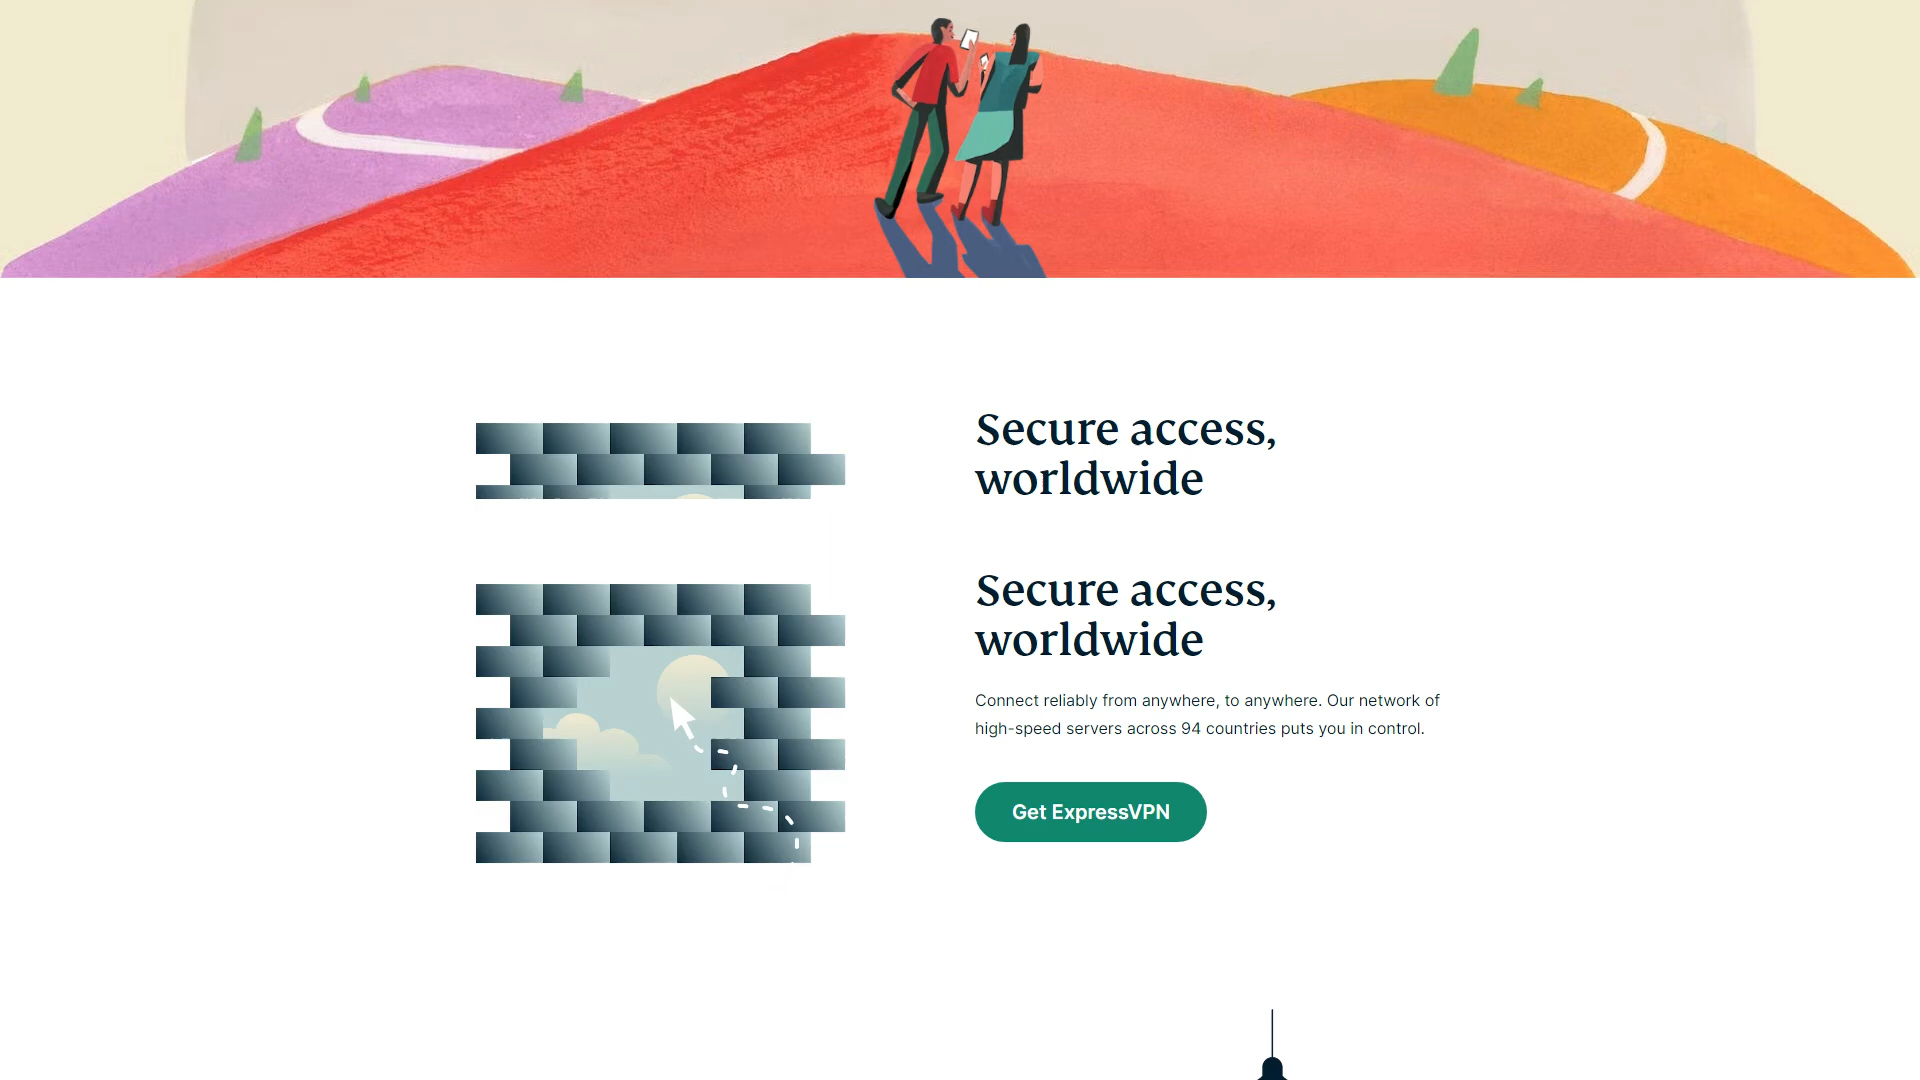 Secure access,
worldwide
Secure access,
worldwide
Connect reliably from anywhere, to anywhere. Our network of
high-speed servers across 94 countries puts you in control.
Get ExpressVPN